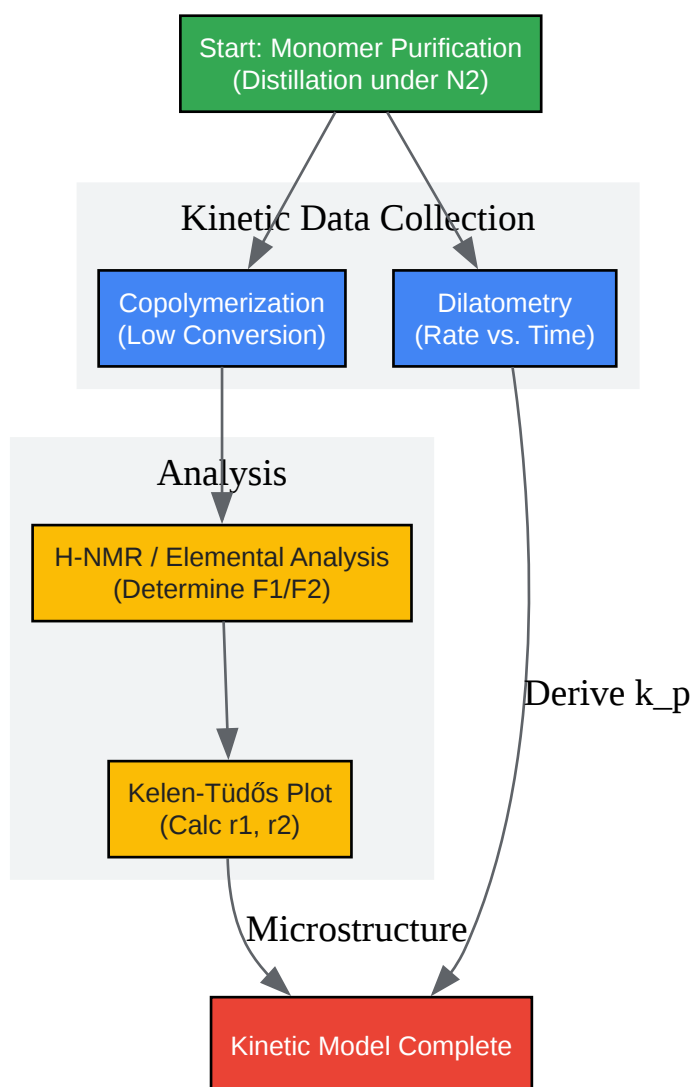 Start: Monomer Purification
(Distillation under N2)
Kinetic Data Collection
Copolymerization
(Low Conversion)
Dilatometry
(Rate vs. Time)
Analysis
H-NMR / Elemental Analysis
(Determine F1/F2)
Derive k_p
Kelen-Tüdős Plot
(Calc r1, r2)
Microstructure
Kinetic Model Complete